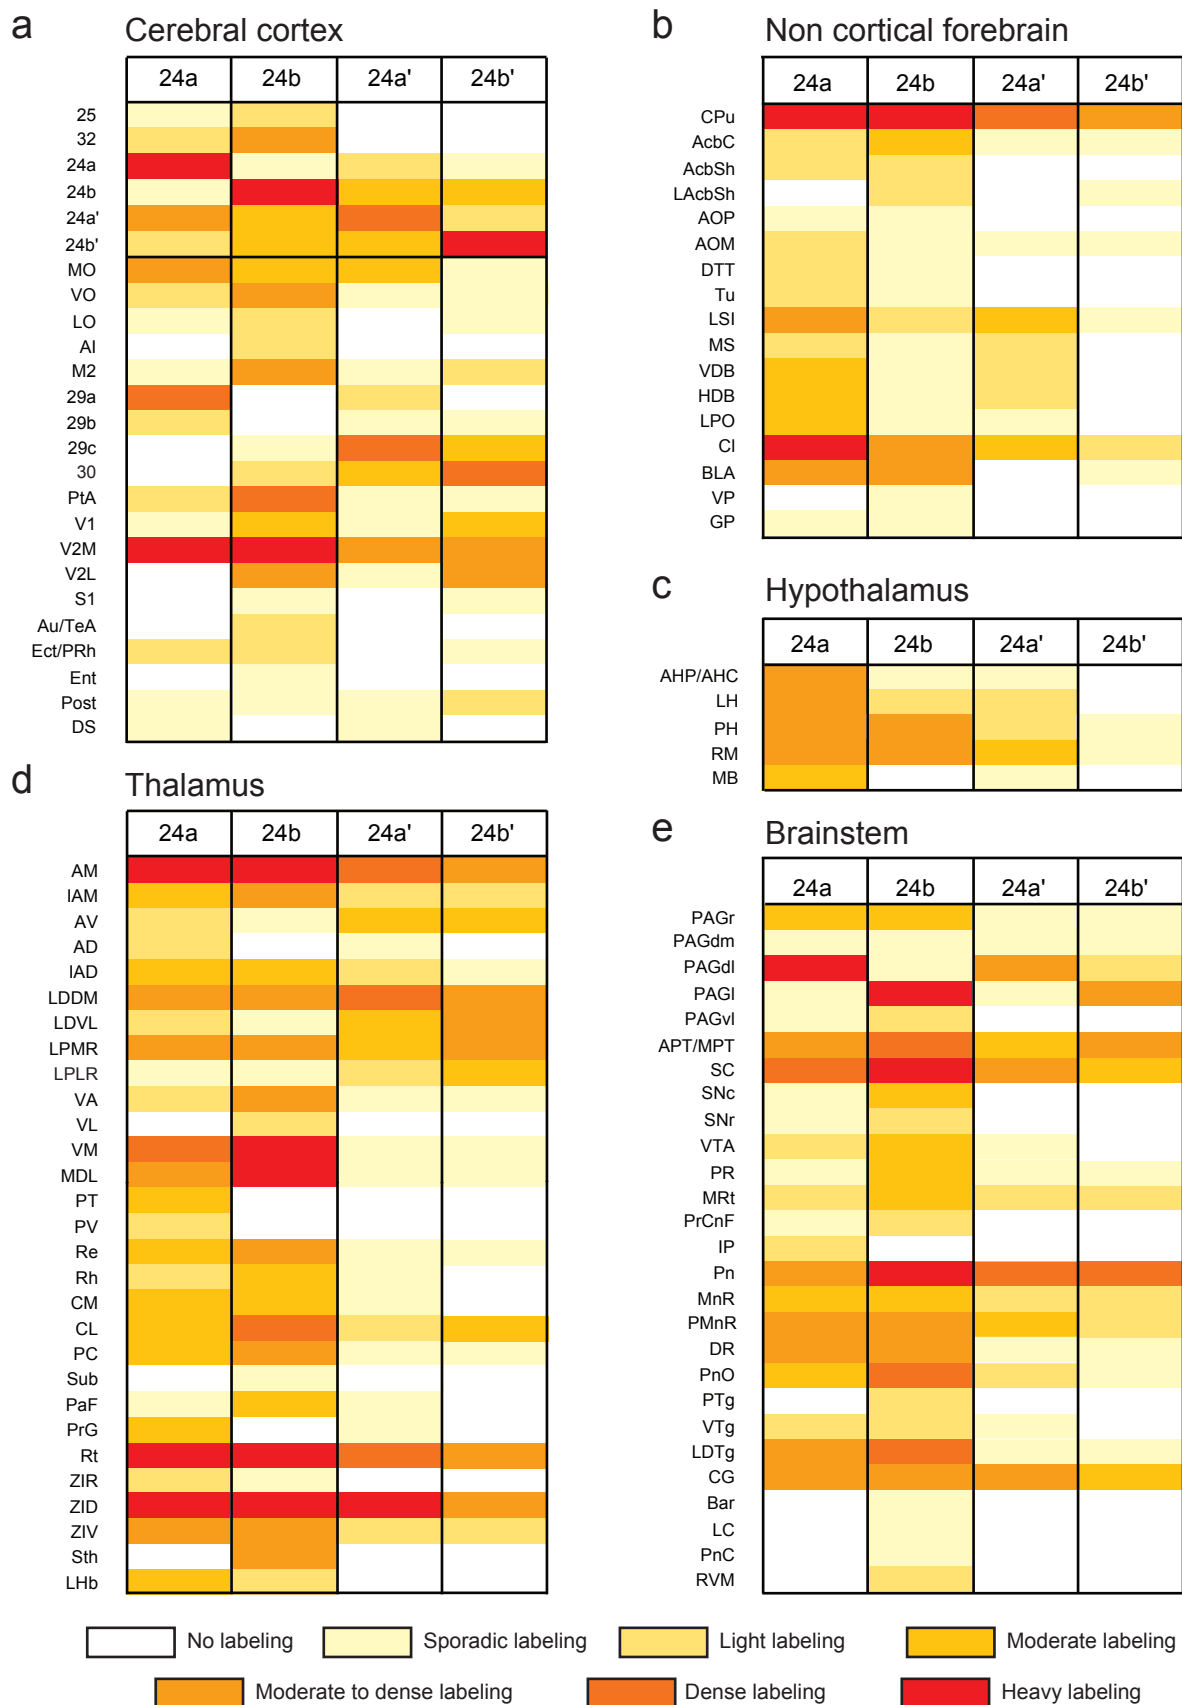 a Cerebral cortex
24a 24b 24a' 24b'
25
32
24a
24b
24a'
24b'
MO
VO
LO
AI
M2
29a
29b
29c
30
PtA
V1
V2M
V2L
S1
Au/TeA
Ect/PRh
Ent
Post
DS
b Non cortical forebrain
24a 24b 24a' 24b'
CPu
AcbC
AcbSh
LAcbSh
AOP
AOM
DTT
Tu
LSI
MS
VDB
HDB
LPO
Cl
BLA
VP
GP
c Hypothalamus
24a 24b 24a' 24b'
AHP/AHC
LH
PH
RM
MB
d Thalamus
24a 24b 24a' 24b'
AM
IAM
AV
AD
IAD
LDDM
LDVL
LPMR
LPLR
VA
VL
VM
MDL
PT
PV
Re
Rh
CM
CL
PC
Sub
PaF
PrG
Rt
ZIR
ZID
ZIV
Sth
LHb
e Brainstem
24a 24b 24a' 24b'
PAGr
PAGdm
PAGdl
PAGl
PAGvl
APT/MPT
SC
SNc
SNr
VTA
PR
MRt
PrCnF
IP
Pn
MnR
PMnR
DR
PnO
PTg
VTg
LDTg
CG
Bar
LC
PnC
RVM
No labeling Sporadic labeling Light labeling Moderate labeling
Moderate to dense labeling Dense labeling Heavy labeling